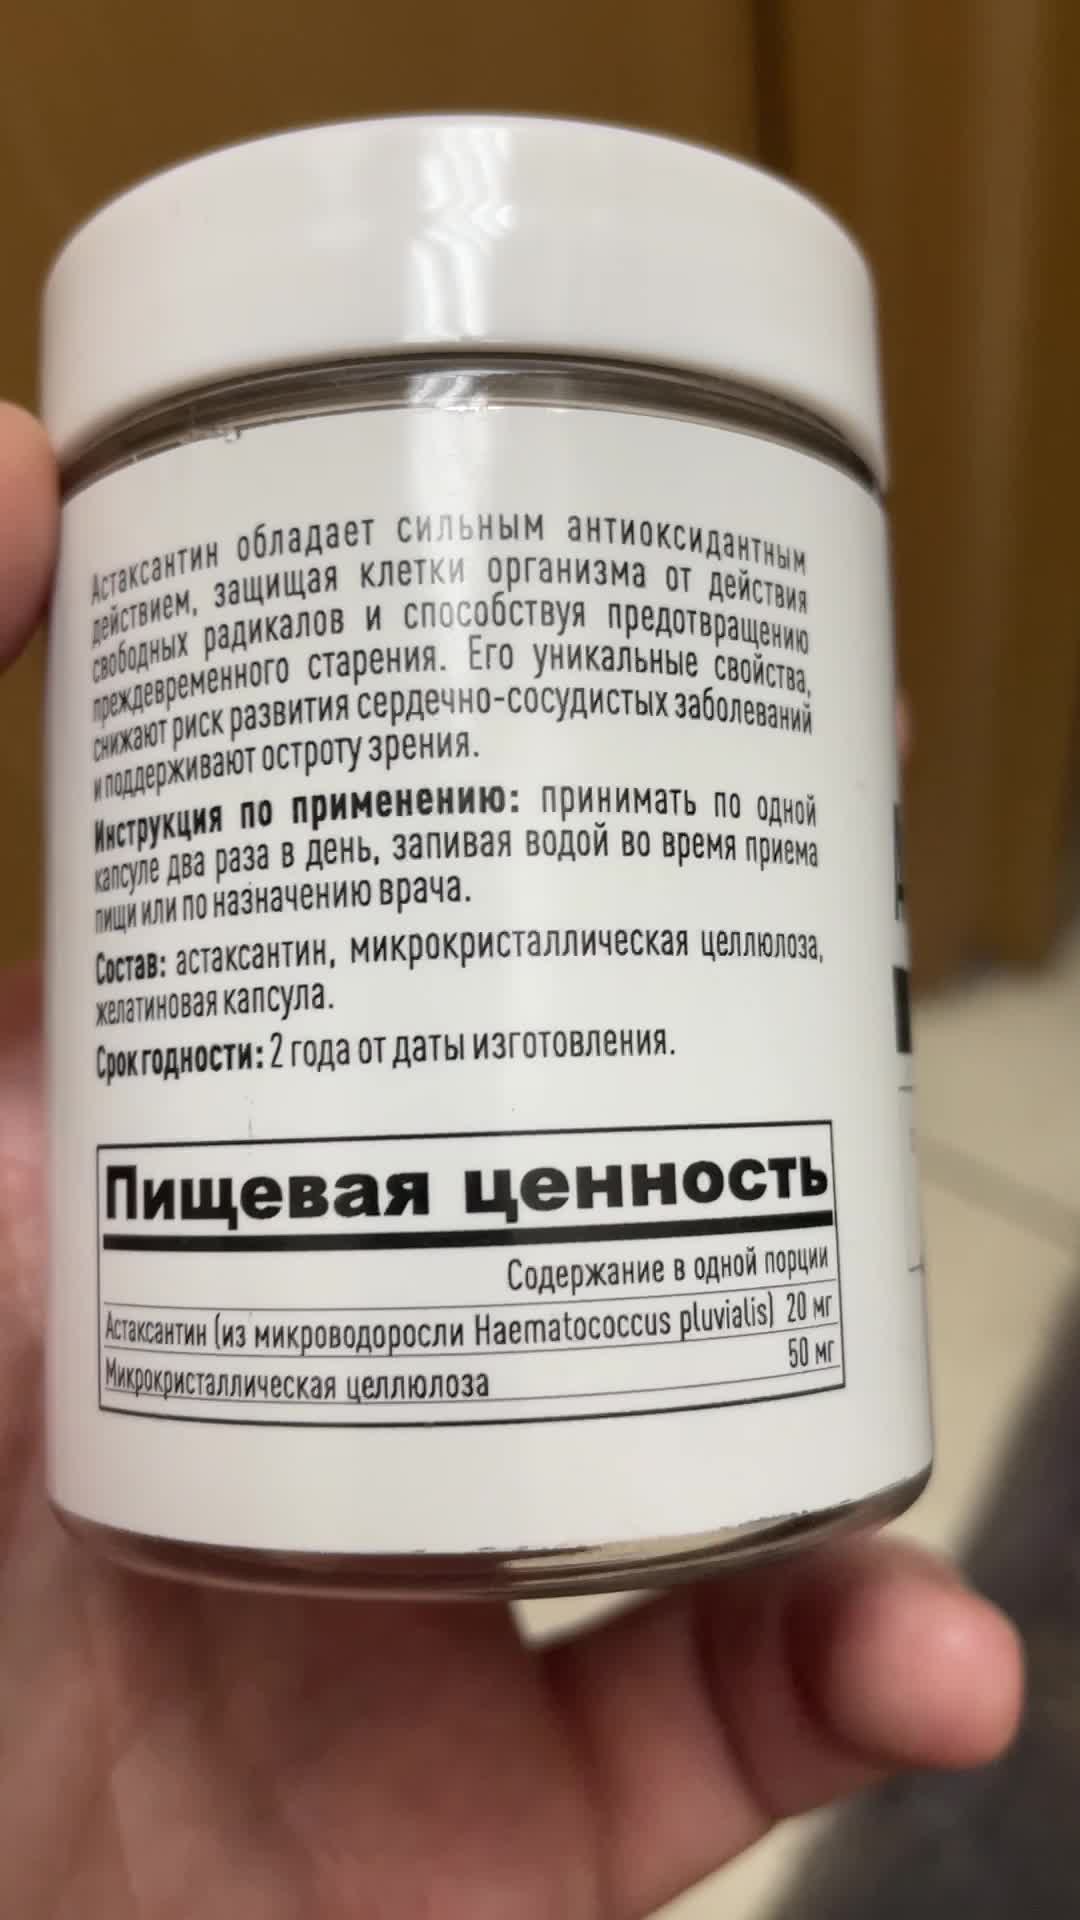 Астаксантин обладает сильным антиоксидантным
действием, защищая клетки организма от действия
свободных радикалов и способствуя предотвращению
преждевременного старения. Его уникальные свойства,
снижают риск развития сердечно-сосудистых заболеваний
и поддерживают остроту зрения.
Инструкция по применению: принимать по одной
капсуле два раза в день, запивая водой во время приема
пищи или по назначению врача.
Состав: астаксантин, микрокристаллическая целлюлоза,
желатиновая капсула.
Срок годности: 2 года от даты изготовления.
Пищевая ценность
Содержание в одной порции
Астаксантин (из микроводоросли Haematococcus pluvialis) 20 мг
Микрокристаллическая целлюлоза 50 мг